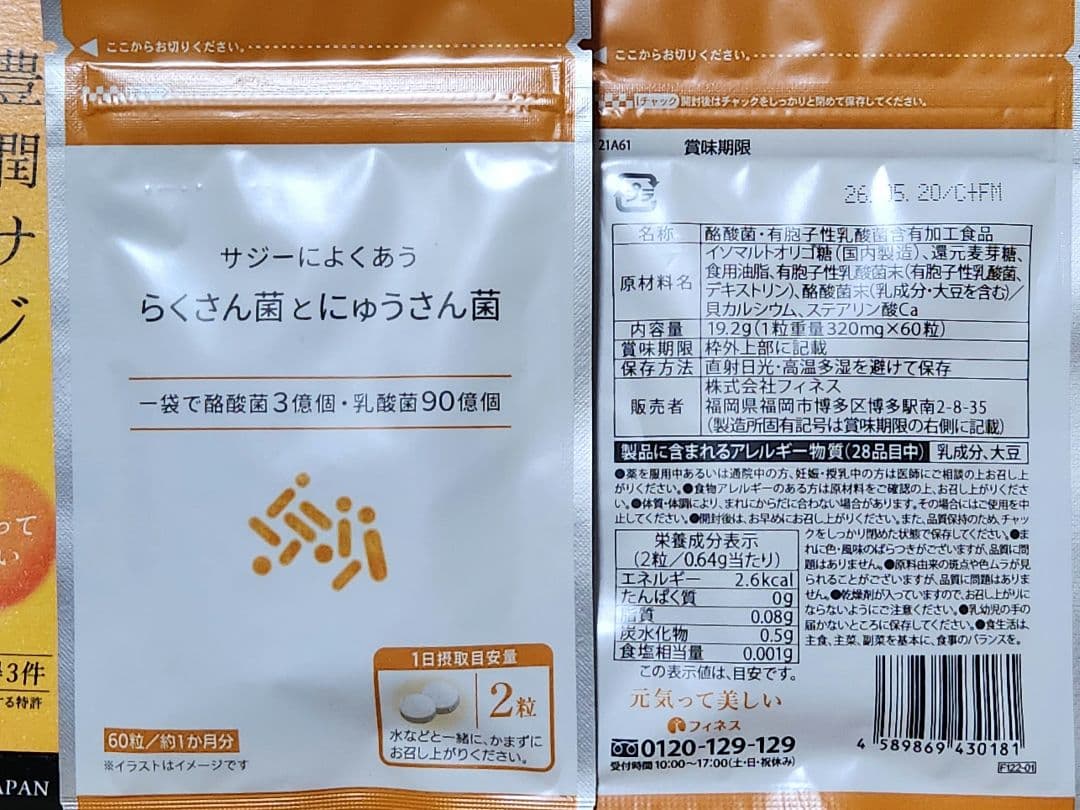 豊
潤
サ
ジ
って
い
3件
する特許
APAN
ここからお切りください。
サジーによくあう
らくさん菌とにゅうさん菌
一袋で酪酸菌3億個・乳酸菌90億個
1日摂取目安量
2粒
水などと一緒に、かまずに
お召し上がりください。
60粒/約1か月分
※イラストはイメージです
ここからお切りください。
チャック 開封後はチャックをしっかりと閉めて保存してください。
21A61 賞味期限
プラ
05.20/C+FM
名称 酪酸菌・有胞子性乳酸菌含有加工食品
原材料名 イソマルトオリゴ糖(国内製造)、還元麦芽糖、
食用油脂、有胞子性乳酸菌末(有胞子性乳酸菌、
デキストリン)、酪酸菌末(乳成分・大豆を含む)/
貝カルシウム、ステアリン酸Ca
内容量 19.2g(1粒重量320mg×60粒)
賞味期限 枠外上部に記載
保存方法 直射日光・高温多湿を避けて保存
販売者 株式会社フィネス
福岡県福岡市博多区博多駅南2-8-35
(製造所固有記号は賞味期限の右側に記載)
製品に含まれるアレルギー物質(28品目中) 乳成分、大豆
●薬を服用中あるいは通院中の方、妊娠・授乳中の方は医師にご相談の上お召し上
がりください。●食物アレルギーのある方は原材料をご確認の上、お召し上がりくださ
い。●体質・体調により、まれにからだに合わない場合があります。その場合にはご使用を中
止してください。●開封後は、お早めにお召し上がりください。また、品質保持のため、チャッ
クをしっかり閉めた状態で保存してください。●ま
れに色・風味のばらつきがございますが、品質に問
題はありません。●原料由来の斑点や色ムラが見
られることがございますが、品質に問題はありませ
ん。●乾燥剤が入っていますので、お召し上がりに
ならないようにご注意ください。●乳幼児の手の
届かないところに保存してください。●食生活は、
主食、主菜、副菜を基本に、食事のバランスを。
栄養成分表示
(2粒/0.64g当たり)
エネルギー 2.6kcal
たんぱく質 0g
脂質 0.08g
炭水化物 0.5g
食塩相当量 0.001g
この表示値は、目安です。
元気って美しい
フィネス
0120-129-129
受付時間 10:00〜17:00(土・日・祝休み)
4 589869 430181
F122-01